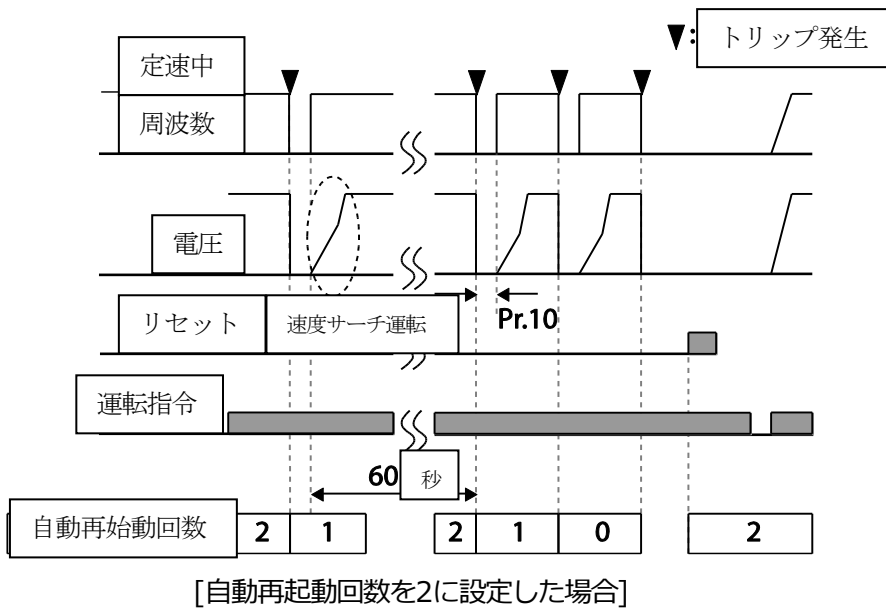 ▼: トリップ発生
定速中
周波数
電圧
Pr.10
リセット
速度サーチ運転
運転指令
60 秒
自動再始動回数 2 1 2 1 0 2
[自動再起動回数を2に設定した場合]